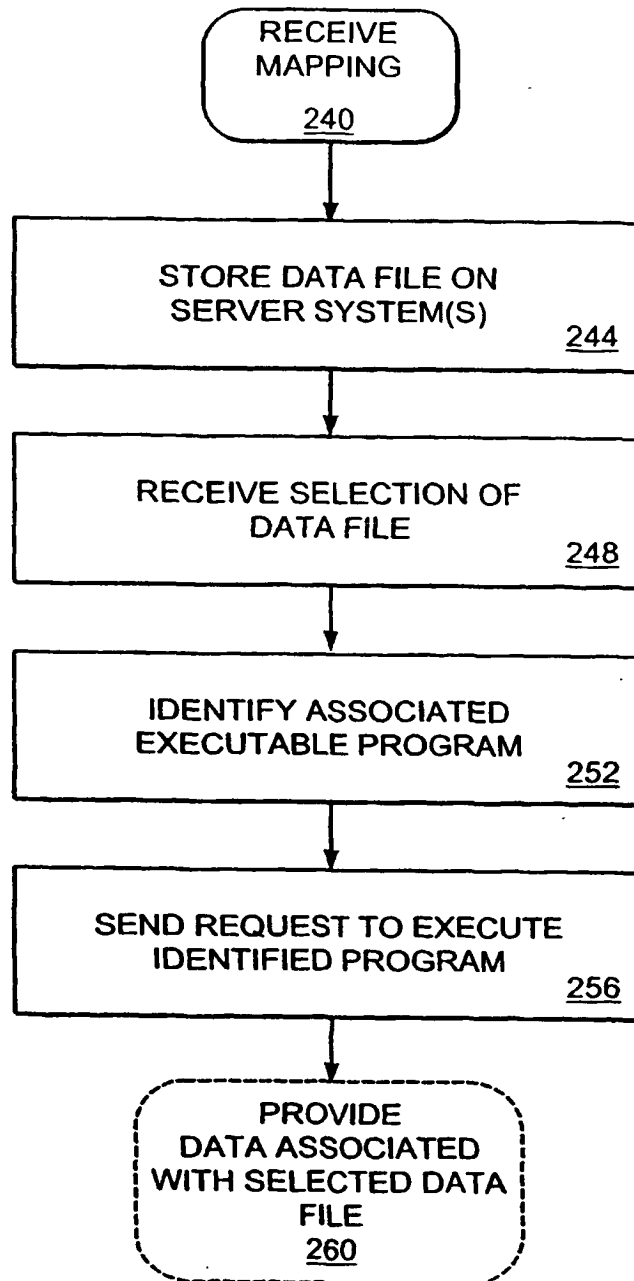 RECEIVE
MAPPING
240
STORE DATA FILE ON
SERVER SYSTEM(S)
244
RECEIVE SELECTION OF
DATA FILE
248
IDENTIFY ASSOCIATED
EXECUTABLE PROGRAM
252
SEND REQUEST TO EXECUTE
IDENTIFIED PROGRAM
256
PROVIDE
DATA ASSOCIATED
WITH SELECTED DATA
FILE
260